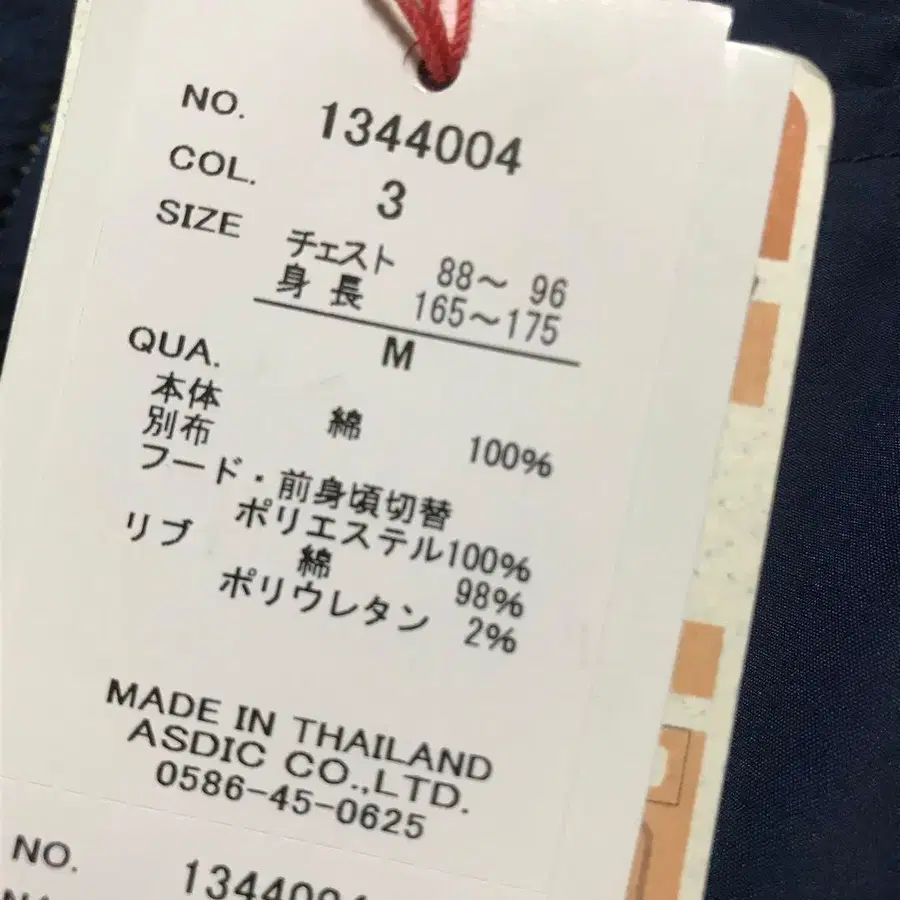 NO. 1344004
COL. 3
SIZE チェスト 88～ 96
身長 165～175
M
QUA.
本体 綿 100%
別布
フード・前身頃切替
ポリエステル100%
リブ 綿 98%
ポリウレタン 2%
MADE IN THAILAND
ASDIC CO.,LTD.
0586-45-0625
NO. 1344004